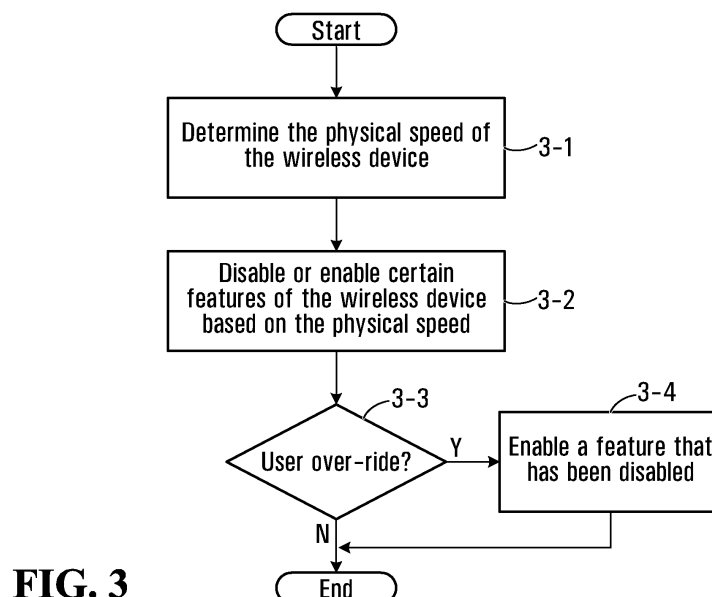 Start
Determine the physical speed of
the wireless device
3-1
Disable or enable certain
features of the wireless device
based on the physical speed
3-2
3-3
User over-ride?
Y
N
3-4
Enable a feature that
has been disabled
End
FIG. 3